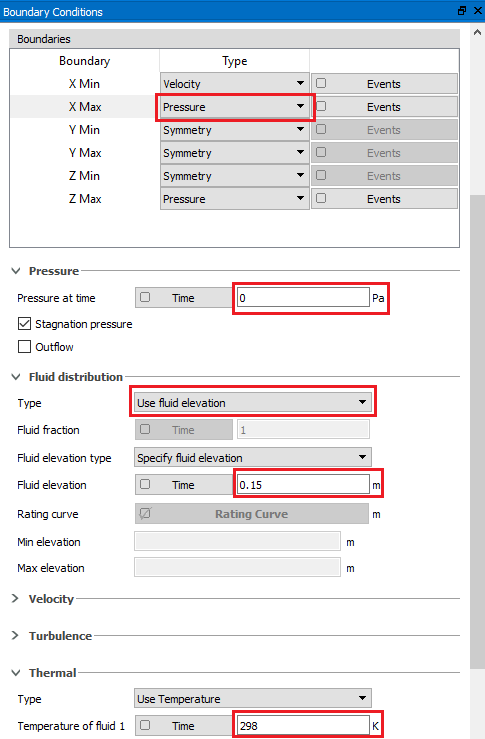 Boundary Conditions
Boundaries
Boundary Type
X Min Velocity Events
X Max Pressure Events
Y Min Symmetry Events
Y Max Symmetry Events
Z Min Symmetry Events
Z Max Pressure Events
Pressure
Pressure at time Time 0 Pa
Stagnation pressure
Outflow
Fluid distribution
Type Use fluid elevation
Fluid fraction Time 1
Fluid elevation type Specify fluid elevation
Fluid elevation Time 0.15 m
Rating curve Rating Curve m
Min elevation m
Max elevation m
Velocity
Turbulence
Thermal
Type Use Temperature
Temperature of fluid 1 Time 298 K